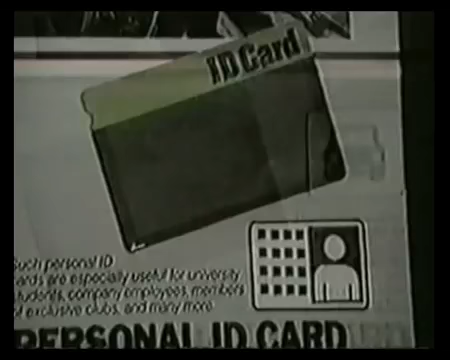 ID Card
Such personal ID
cards are especially useful for university
students, company employees, members
of exclusive clubs, and many more.
PERSONAL ID CARD